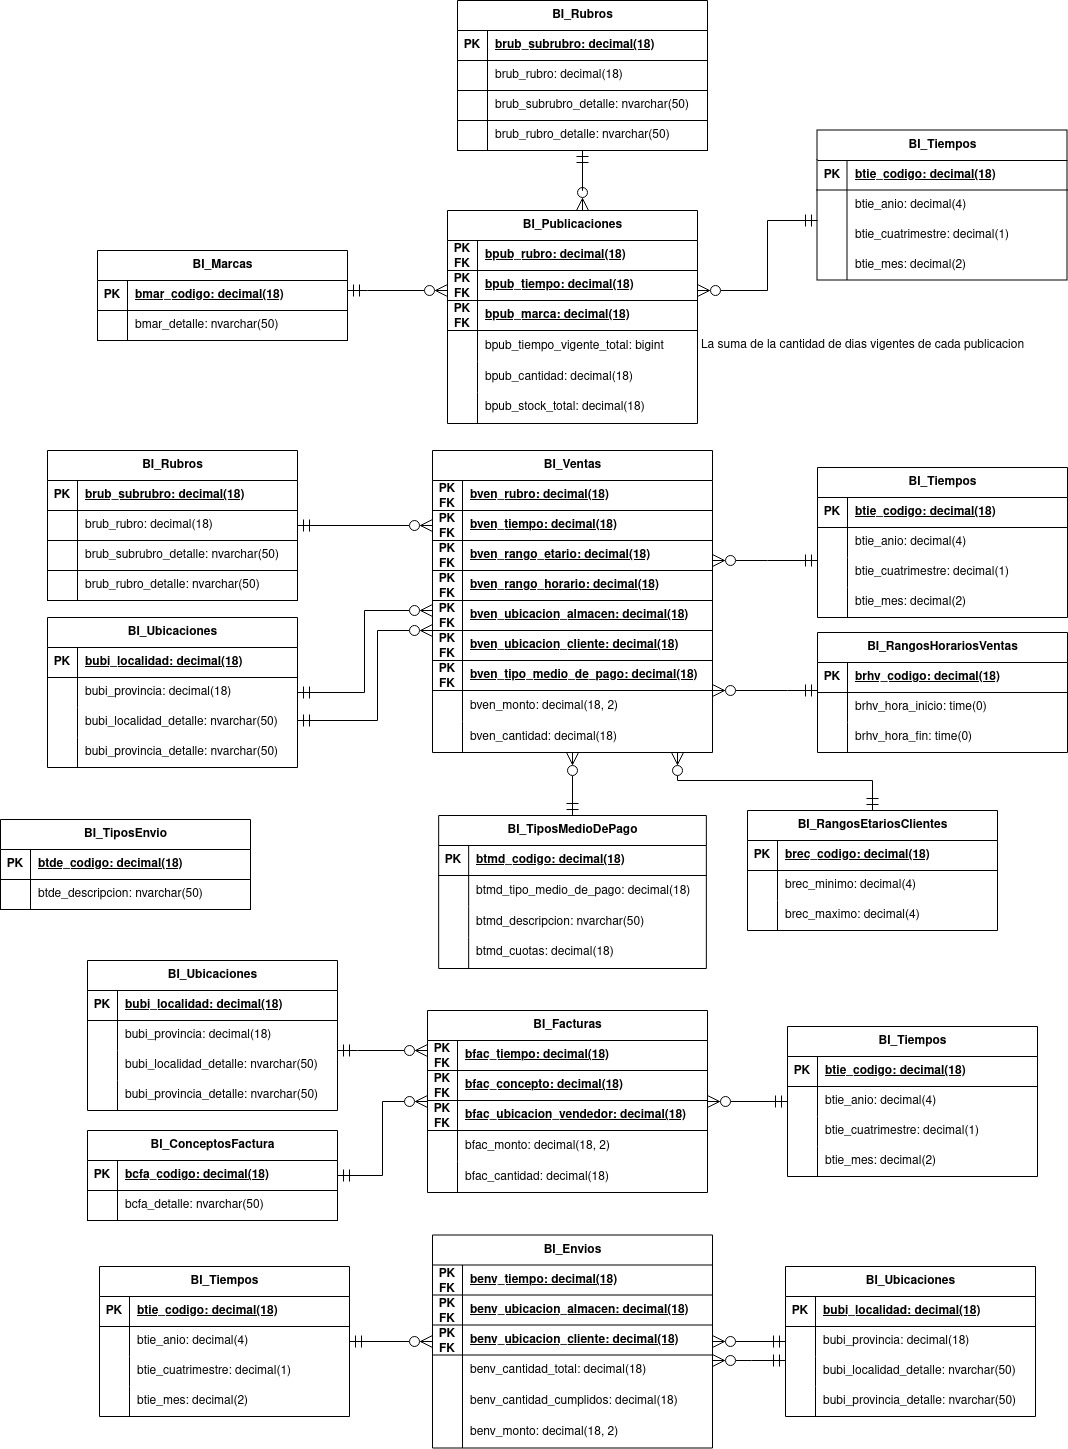 BI_Rubros
PK brub_subrubro: decimal(18)
brub_rubro: decimal(18)
brub_subrubro_detalle: nvarchar(50)
brub_rubro_detalle: nvarchar(50)
BI_Tiempos
PK btie_codigo: decimal(18)
btie_anio: decimal(4)
btie_cuatrimestre: decimal(1)
btie_mes: decimal(2)
BI_Marcas
PK bmar_codigo: decimal(18)
bmar_detalle: nvarchar(50)
BI_Publicaciones
PK FK bpub_rubro: decimal(18)
PK FK bpub_tiempo: decimal(18)
PK FK bpub_marca: decimal(18)
bpub_tiempo_vigente_total: bigint
bpub_cantidad: decimal(18)
bpub_stock_total: decimal(18)
La suma de la cantidad de dias vigentes de cada publicacion
BI_Rubros
PK brub_subrubro: decimal(18)
brub_rubro: decimal(18)
brub_subrubro_detalle: nvarchar(50)
brub_rubro_detalle: nvarchar(50)
BI_Ubicaciones
PK bubi_localidad: decimal(18)
bubi_provincia: decimal(18)
bubi_localidad_detalle: nvarchar(50)
bubi_provincia_detalle: nvarchar(50)
BI_Ventas
PK FK bven_rubro: decimal(18)
PK FK bven_tiempo: decimal(18)
PK FK bven_rango_etario: decimal(18)
PK FK bven_rango_horario: decimal(18)
PK FK bven_ubicacion_almacen: decimal(18)
PK FK bven_ubicacion_cliente: decimal(18)
PK FK bven_tipo_medio_de_pago: decimal(18)
bven_monto: decimal(18, 2)
bven_cantidad: decimal(18)
BI_Tiempos
PK btie_codigo: decimal(18)
btie_anio: decimal(4)
btie_cuatrimestre: decimal(1)
btie_mes: decimal(2)
BI_RangosHorariosVentas
PK brhv_codigo: decimal(18)
brhv_hora_inicio: time(0)
brhv_hora_fin: time(0)
BI_TiposEnvio
PK btde_codigo: decimal(18)
btde_descripcion: nvarchar(50)
BI_TiposMedioDePago
PK btmd_codigo: decimal(18)
btmd_tipo_medio_de_pago: decimal(18)
btmd_descripcion: nvarchar(50)
btmd_cuotas: decimal(18)
BI_RangosEtariosClientes
PK brec_codigo: decimal(18)
brec_minimo: decimal(4)
brec_maximo: decimal(4)
BI_Ubicaciones
PK bubi_localidad: decimal(18)
bubi_provincia: decimal(18)
bubi_localidad_detalle: nvarchar(50)
bubi_provincia_detalle: nvarchar(50)
BI_ConceptosFactura
PK bcfa_codigo: decimal(18)
bcfa_detalle: nvarchar(50)
BI_Facturas
PK FK bfac_tiempo: decimal(18)
PK FK bfac_concepto: decimal(18)
PK FK bfac_ubicacion_vendedor: decimal(18)
bfac_monto: decimal(18, 2)
bfac_cantidad: decimal(18)
BI_Tiempos
PK btie_codigo: decimal(18)
btie_anio: decimal(4)
btie_cuatrimestre: decimal(1)
btie_mes: decimal(2)
BI_Tiempos
PK btie_codigo: decimal(18)
btie_anio: decimal(4)
btie_cuatrimestre: decimal(1)
btie_mes: decimal(2)
BI_Envios
PK FK benv_tiempo: decimal(18)
PK FK benv_ubicacion_almacen: decimal(18)
PK FK benv_ubicacion_cliente: decimal(18)
benv_cantidad_total: decimal(18)
benv_cantidad_cumplidos: decimal(18)
benv_monto: decimal(18, 2)
BI_Ubicaciones
PK bubi_localidad: decimal(18)
bubi_provincia: decimal(18)
bubi_localidad_detalle: nvarchar(50)
bubi_provincia_detalle: nvarchar(50)